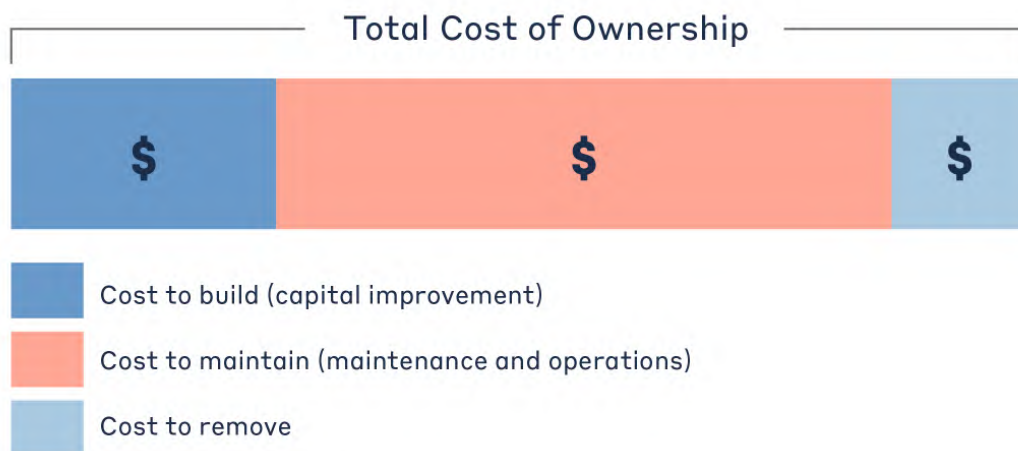 Total Cost of Ownership
$ $ $
Cost to build (capital improvement)
Cost to maintain (maintenance and operations)
Cost to remove